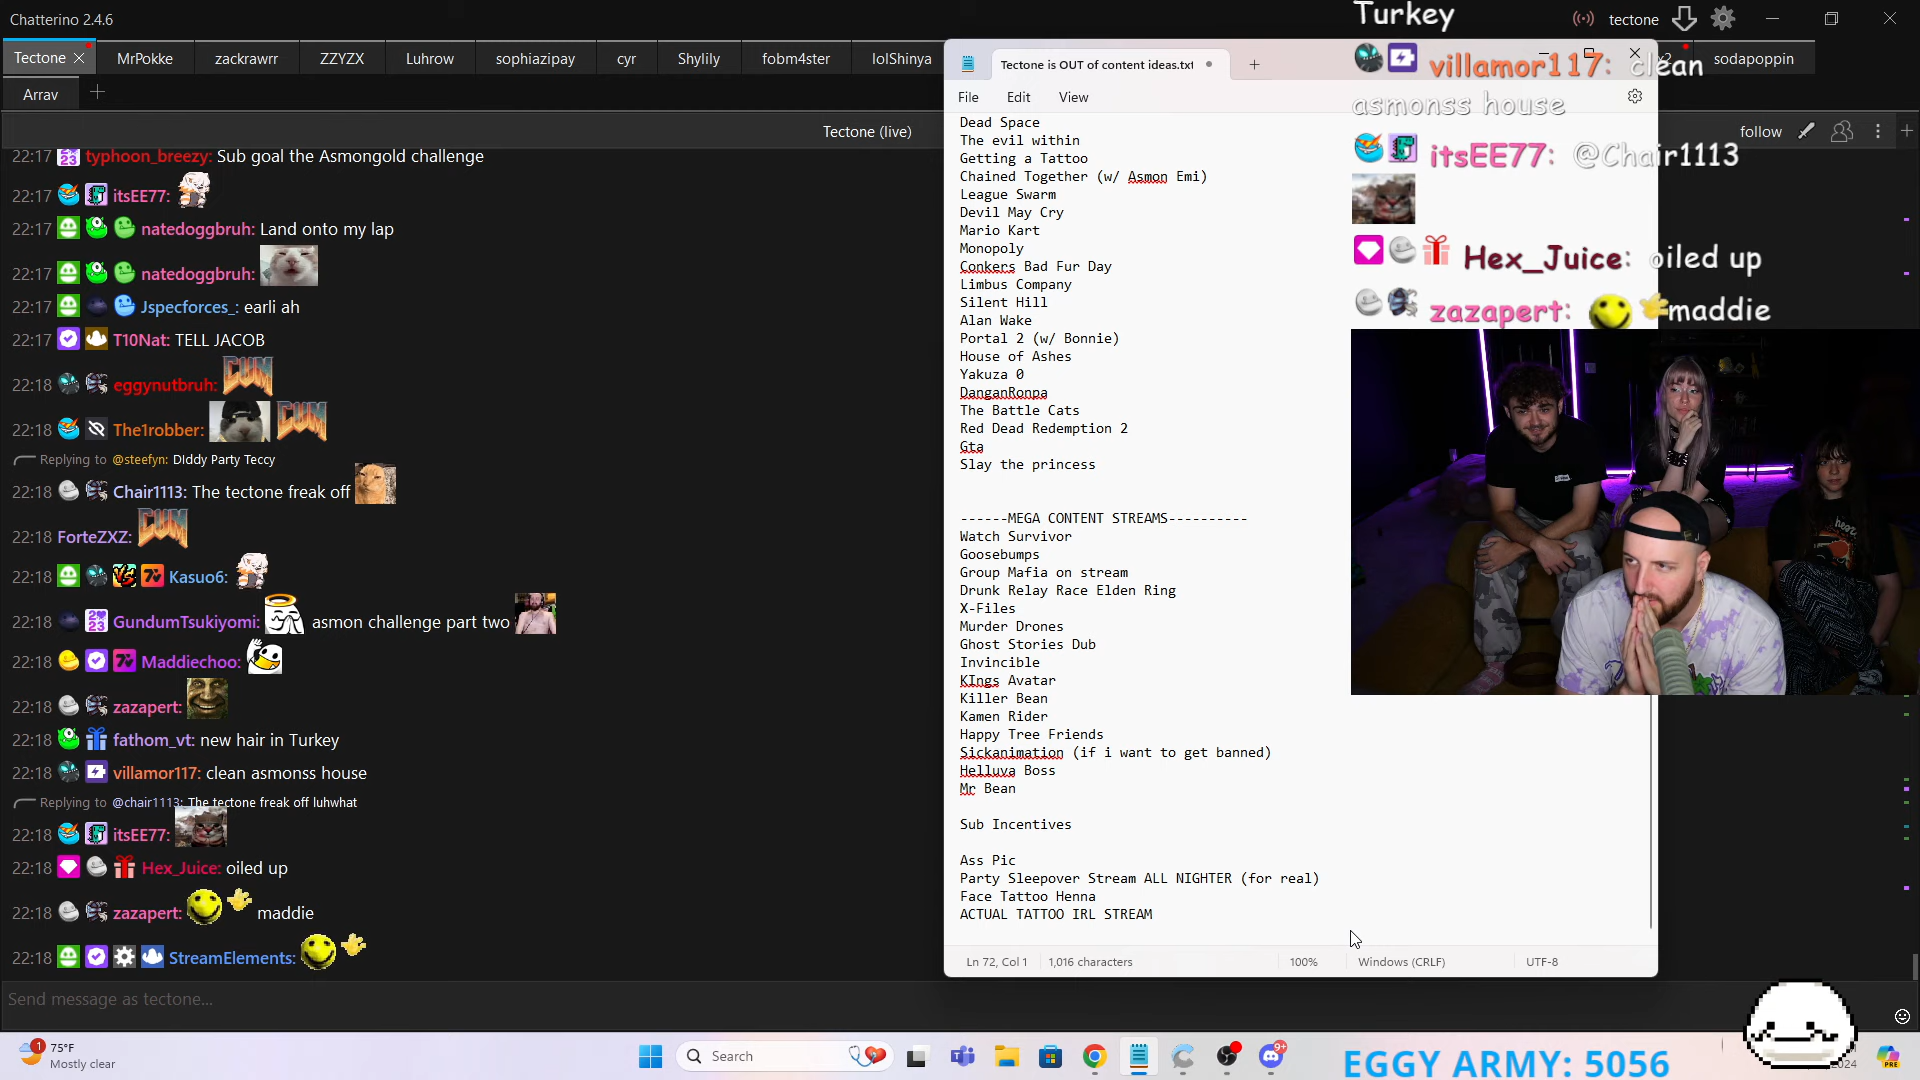 Chatterino 2.4.6
tectone
Tectone
MrPokke
zackrawrr
ZZYZX
Luhrow
sophiazipay
cyr
Shylily
fobm4ster
lolShinya
sodapoppin
Arrav
Tectone (live)
follow
22:17 typhoon_breezy: Sub goal the Asmongold challenge
22:17 itsEE77:
22:17 natedoggbruh: Land onto my lap
22:17 natedoggbruh:
22:17 Jspecforces_: earli ah
22:17 T10Nat: TELL JACOB
22:18 eggynutbruh: CUM
22:18 The1robber: CUM
Replying to @steefyn: DIddy Party Teccy
22:18 Chair1113: The tectone freak off
22:18 ForteZXZ: CUM
22:18 Kasuo6:
22:18 GundumTsukiyomi: asmon challenge part two
22:18 Maddiechoo:
22:18 zazapert:
22:18 fathom_vt: new hair in Turkey
22:18 villamor117: clean asmonss house
Replying to @chair1113: The tectone freak off luhwhat
22:18 itsEE77:
22:18 Hex_Juice: oiled up
22:18 zazapert: maddie
22:18 StreamElements:
Send message as tectone...
Tectone is OUT of content ideas.txt
File Edit View
Dead Space
The evil within
Getting a Tattoo
Chained Together (w/ Asmon Emi)
League Swarm
Devil May Cry
Mario Kart
Monopoly
Conkers Bad Fur Day
Limbus Company
Silent Hill
Alan Wake
Portal 2 (w/ Bonnie)
House of Ashes
Yakuza 0
DanganRonpa
The Battle Cats
Red Dead Redemption 2
Gta
Slay the princess
------MEGA CONTENT STREAMS----------
Watch Survivor
Goosebumps
Group Mafia on stream
Drunk Relay Race Elden Ring
X-Files
Murder Drones
Ghost Stories Dub
Invincible
KIngs Avatar
Killer Bean
Kamen Rider
Happy Tree Friends
Sickanimation (if i want to get banned)
Helluva Boss
Mr Bean
Sub Incentives
Ass Pic
Party Sleepover Stream ALL NIGHTER (for real)
Face Tattoo Henna
ACTUAL TATTOO IRL STREAM
Ln 72, Col 1
1,016 characters
100%
Windows (CRLF)
UTF-8
Turkey
villamor117: clean
asmonss house
itsEE77: @Chair1113
Hex_Juice: oiled up
zazapert: maddie
1
75°F
Mostly clear
Search
9+
EGGY ARMY: 5056
PRE